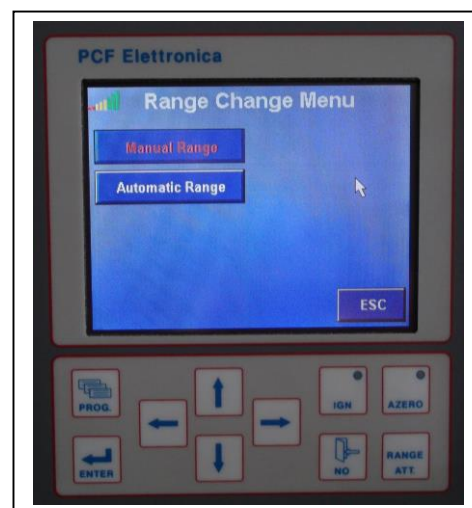 PCF Elettronica
Range Change Menu
Manual Range
Automatic Range
ESC
PROG.
IGN
AZERO
ENTER
NO
RANGE
ATT.